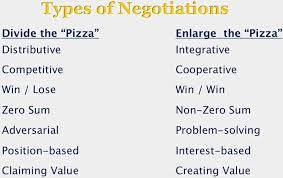 Types of Negotiations
Divide the “Pizza” Enlarge the “Pizza”
Distributive Integrative
Competitive Cooperative
Win / Lose Win / Win
Zero Sum Non-Zero Sum
Adversarial Problem-solving
Position-based Interest-based
Claiming Value Creating Value